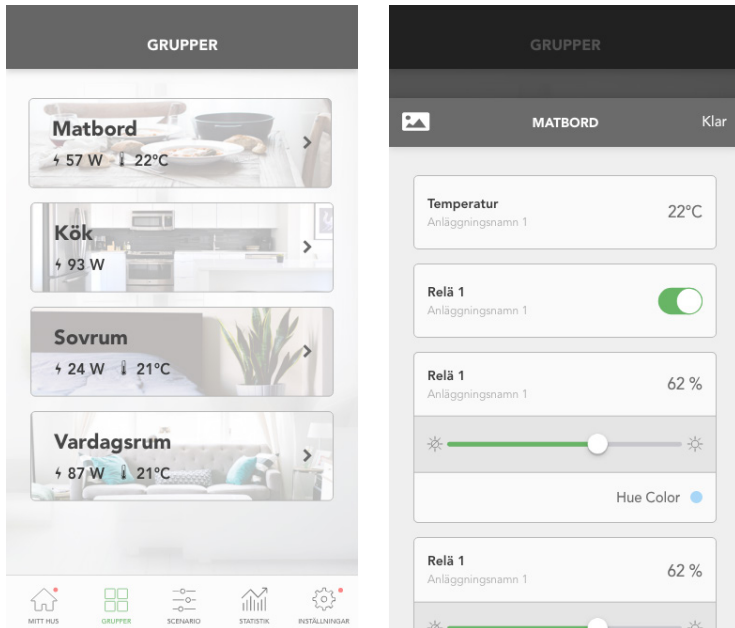 GRUPPER
Matbord
57 W 22°C
Kök
93 W
Sovrum
24 W 21°C
Vardagsrum
87 W 21°C
MITT HUS GRUPPER SCENARIO STATISTIK INSTÄLLNINGAR
GRUPPER
MATBORD Klar
Temperatur
Anläggningsnamn 1
22°C
Relä 1
Anläggningsnamn 1
Relä 1
Anläggningsnamn 1
62 %
Hue Color
Relä 1
Anläggningsnamn 1
62 %